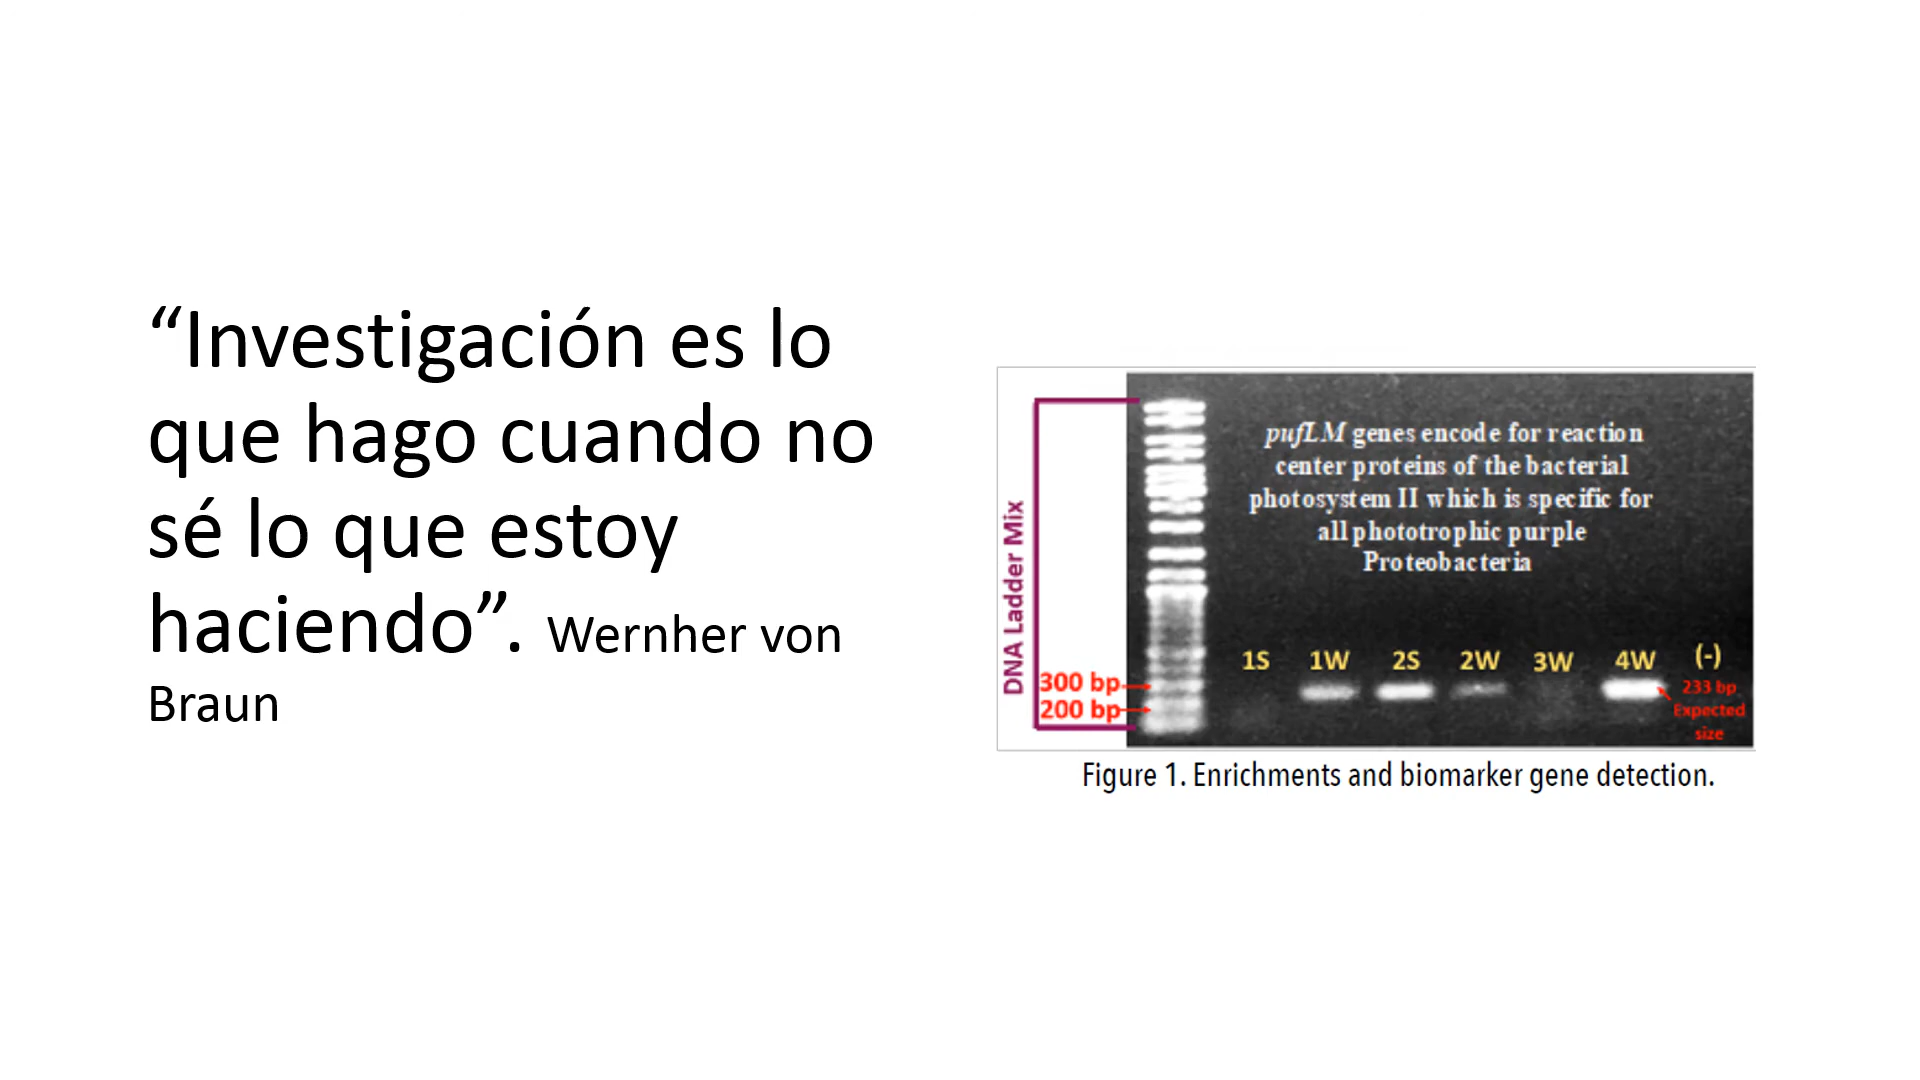 “Investigación es lo
que hago cuando no
sé lo que estoy
haciendo”. Wernher von
Braun
DNA Ladder Mix
pufLM genes encode for reaction
center proteins of the bacterial
photosystem II which is specific for
all phototrophic purple
Proteobacteria
1S 1W 2S 2W 3W 4W (-)
300 bp
200 bp
233 bp
Expected
size
Figure 1. Enrichments and biomarker gene detection.